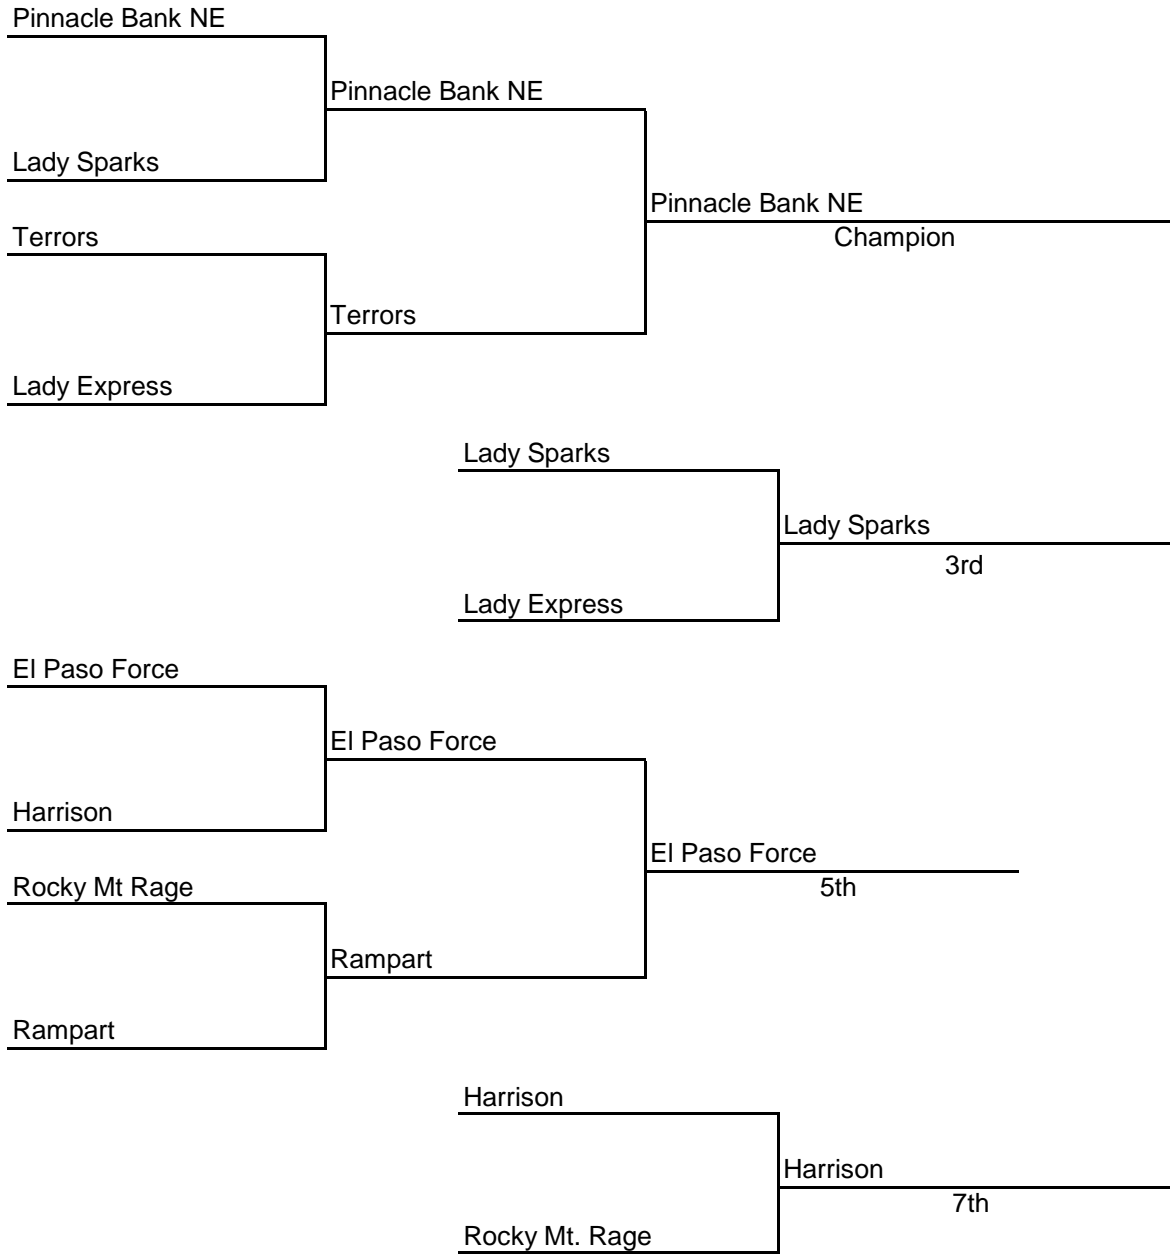 Pinnacle Bank NE
Pinnacle Bank NE
Lady Sparks
Pinnacle Bank NE
Terrors
Champion
Terrors
Lady Express
Lady Sparks
Lady Sparks
3rd
Lady Express
El Paso Force
El Paso Force
Harrison
El Paso Force
Rocky Mt Rage
5th
Rampart
Rampart
Harrison
Harrison
7th
Rocky Mt. Rage